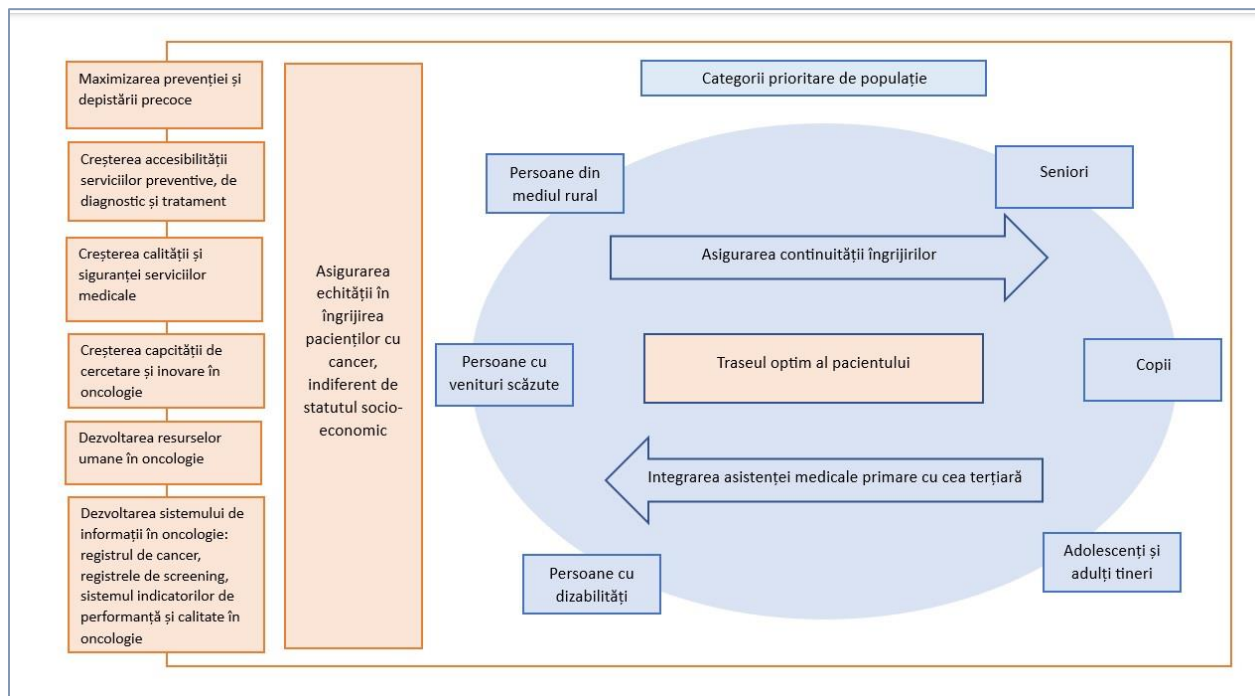 Maximizarea prevenției și
depistării precoce
Creșterea accesibilității
serviciilor preventive, de
diagnostic și tratament
Creșterea calității și
siguranței serviciilor
medicale
Creșterea capcității de
cercetare și inovare în
oncologie
Dezvoltarea resurselor
umane în oncologie
Dezvoltarea sistemului de
informații în oncologie:
registrul de cancer,
registrele de screening,
sistemul indicatorilor de
performanță și calitate în
oncologie
Asigurarea
echității în
îngrijirea
pacienților cu
cancer,
indiferent de
statutul socio-
economic
Categorii prioritare de populație
Persoane din
mediul rural
Seniori
Asigurarea continuității îngrijirilor
Persoane cu
venituri scăzute
Traseul optim al pacientului
Copii
Integrarea asistenței medicale primare cu cea terțiară
Persoane cu
dizabilități
Adolescenți și
adulți tineri